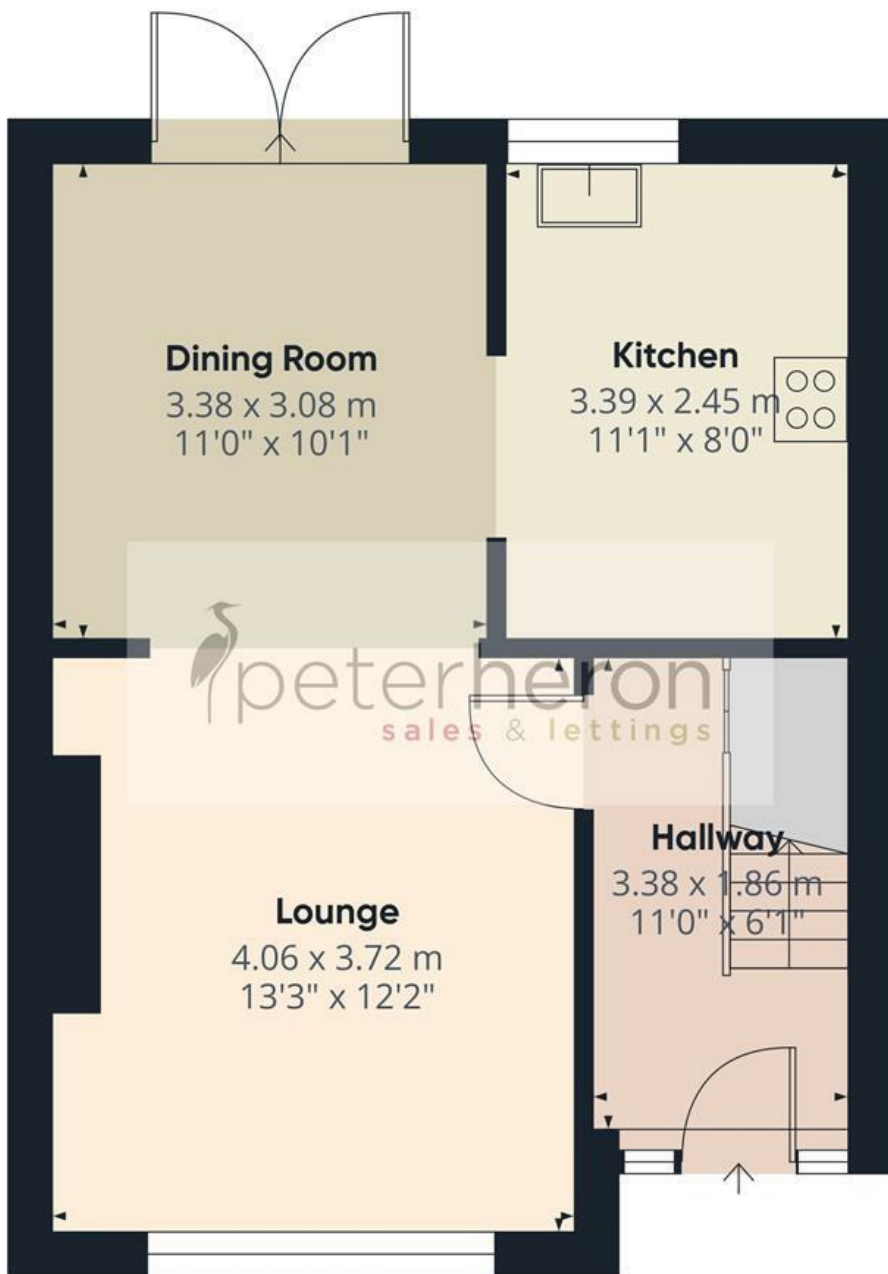 Dining Room
3.38 x 3.08 m
11'0" x 10'1"
Kitchen
3.39 x 2.45 m
11'1" x 8'0"
peterheron
sales & lettings
Hallway
3.38 x 1.86 m
11'0" x 6'1"
Lounge
4.06 x 3.72 m
13'3" x 12'2"